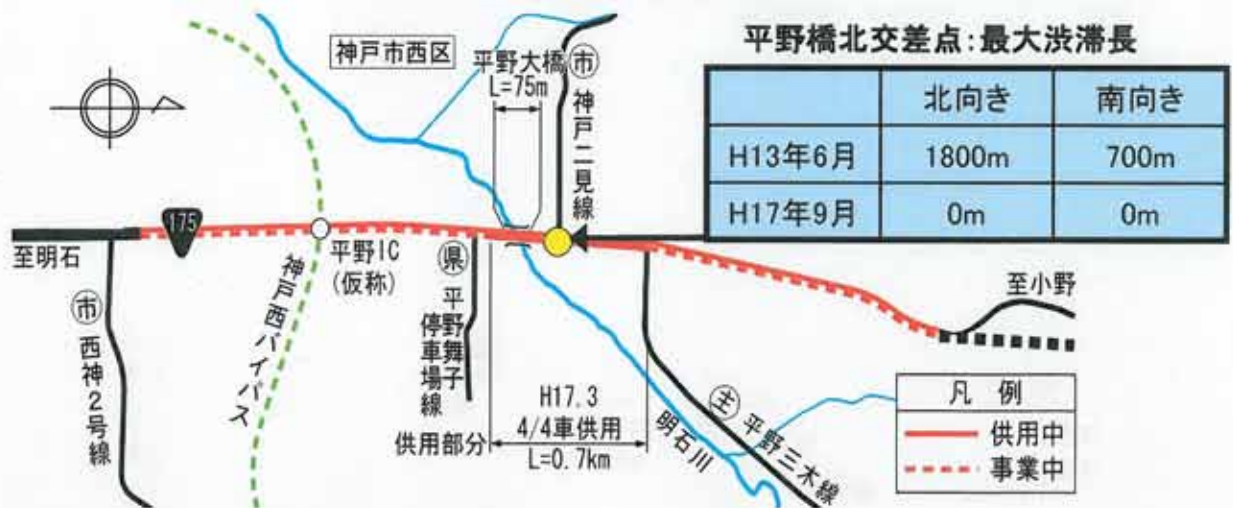 平野橋北交差点:最大渋滞長
北向き 南向き
H13年6月 1800m 700m
H17年9月 0m 0m
神戸市西区
平野大橋
L=75m
市 神戸二見線
175
至明石
平野IC
(仮称)
神戸西バイパス
市 西神2号線
県 平野舞子
停車場線
H17.3
4/4車供用
供用部分
L=0.7km
明石川
主 平野三木線
至小野
凡 例
供用中
事業中